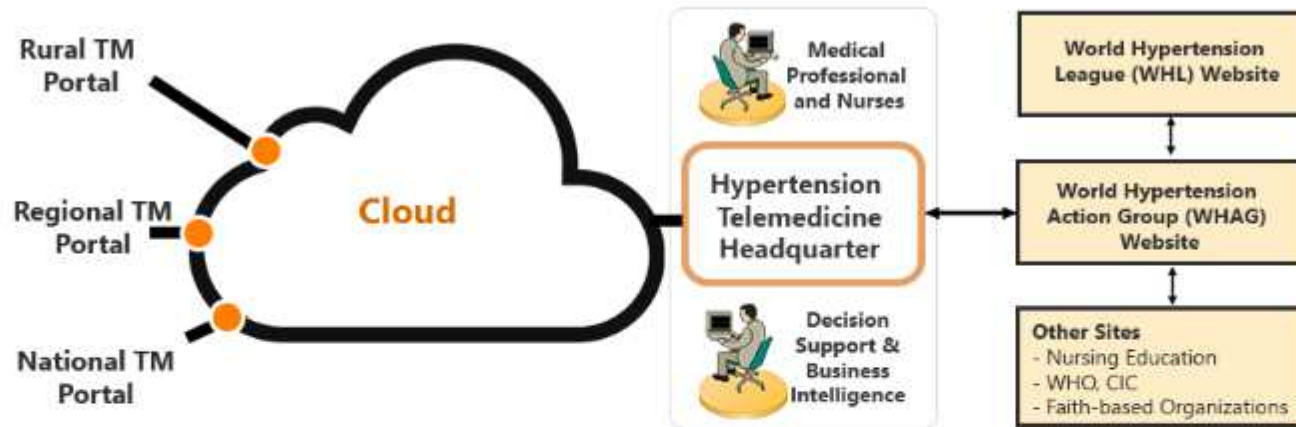 Rural TM
Portal
Regional TM
Portal
National TM
Portal
Cloud
Medical
Professional
and Nurses
Hypertension
Telemedicine
Headquarter
Decision
Support &
Business
Intelligence
World Hypertension
League (WHL) Website
World Hypertension
Action Group (WHAG)
Website
Other Sites
- Nursing Education
- WHO, CIC
- Faith-based Organizations